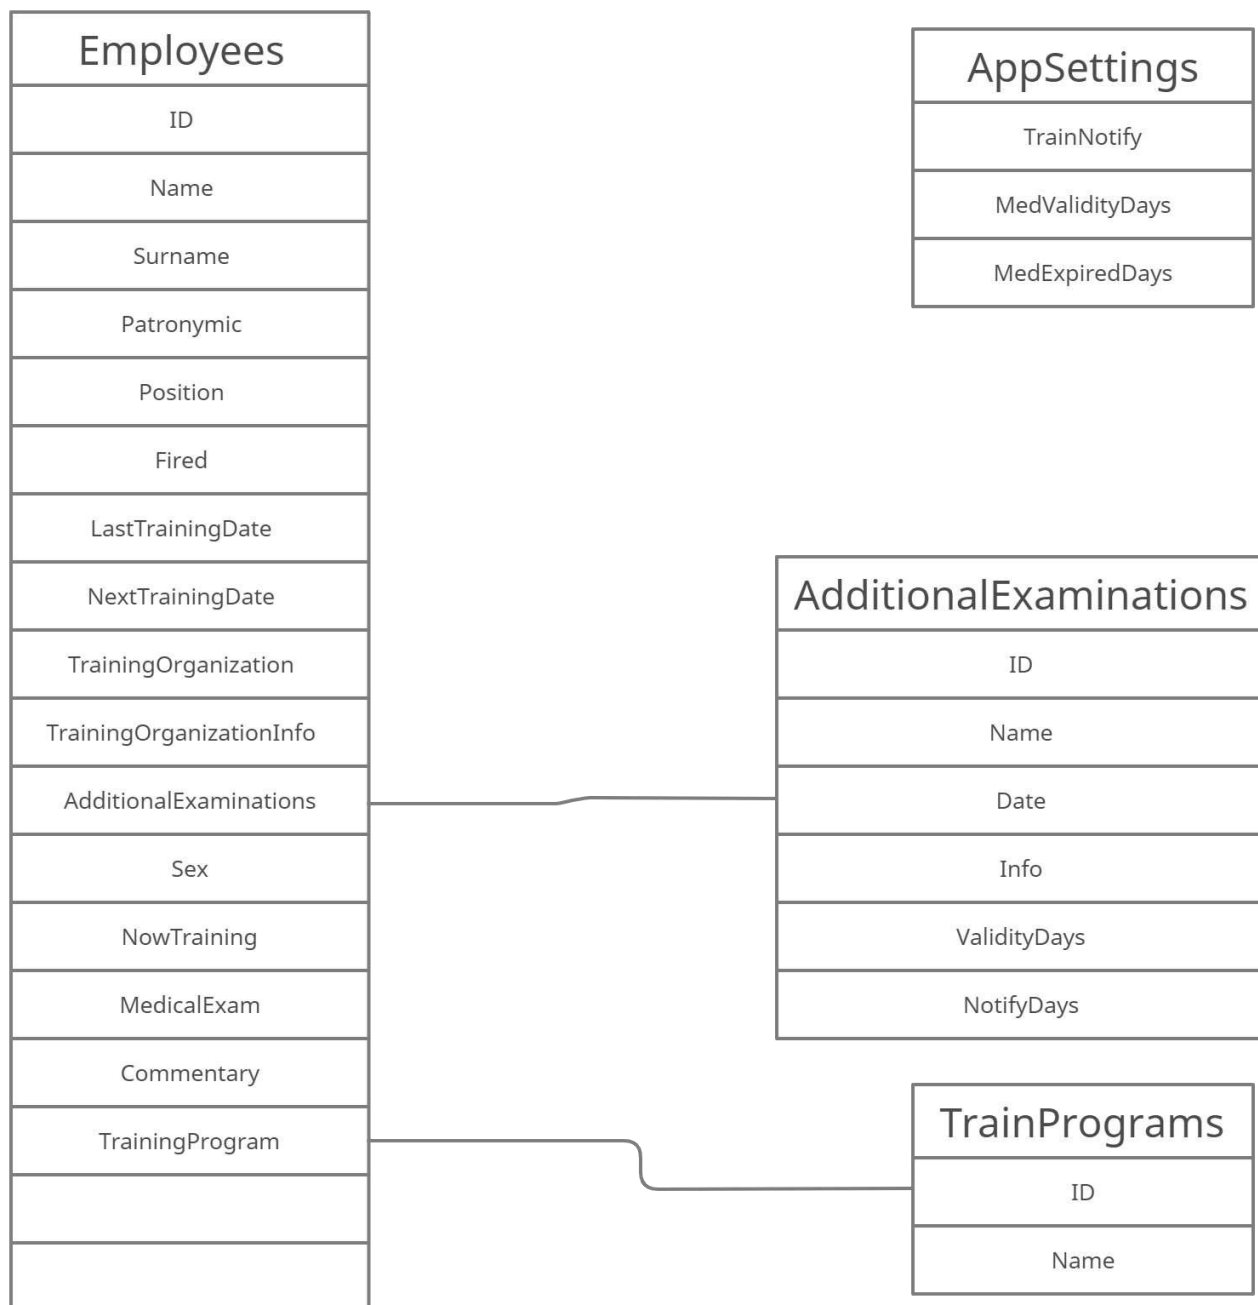 Employees
ID
Name
Surname
Patronymic
Position
Fired
LastTrainingDate
NextTrainingDate
TrainingOrganization
TrainingOrganizationInfo
AdditionalExaminations
Sex
NowTraining
MedicalExam
Commentary
TrainingProgram
AppSettings
TrainNotify
MedValidityDays
MedExpiredDays
AdditionalExaminations
ID
Name
Date
Info
ValidityDays
NotifyDays
TrainPrograms
ID
Name